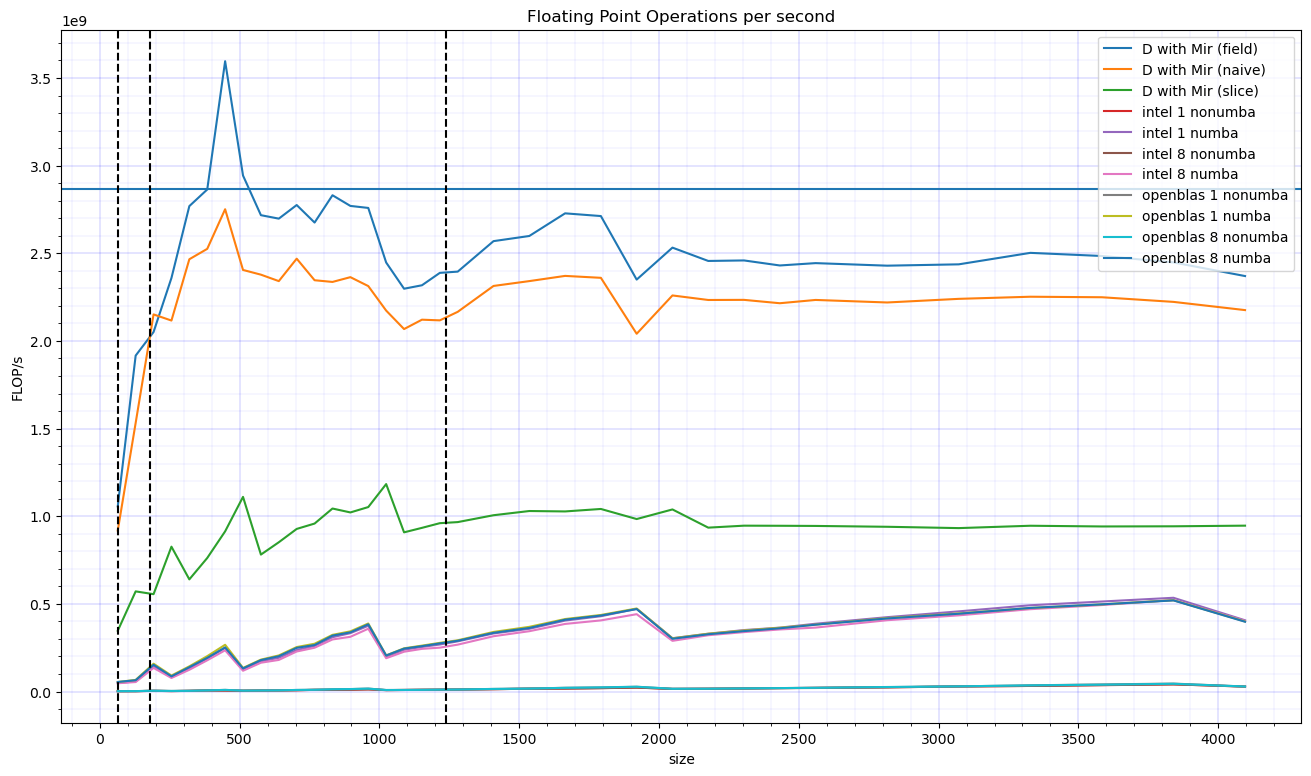 Floating Point Operations per second
1e9
D with Mir (field)
D with Mir (naive)
D with Mir (slice)
intel 1 nonumba
intel 1 numba
intel 8 nonumba
intel 8 numba
openblas 1 nonumba
openblas 1 numba
openblas 8 nonumba
openblas 8 numba
3.5
3.0
2.5
2.0
1.5
1.0
0.5
0.0
FLOP/s
0 500 1000 1500 2000 2500 3000 3500 4000
size